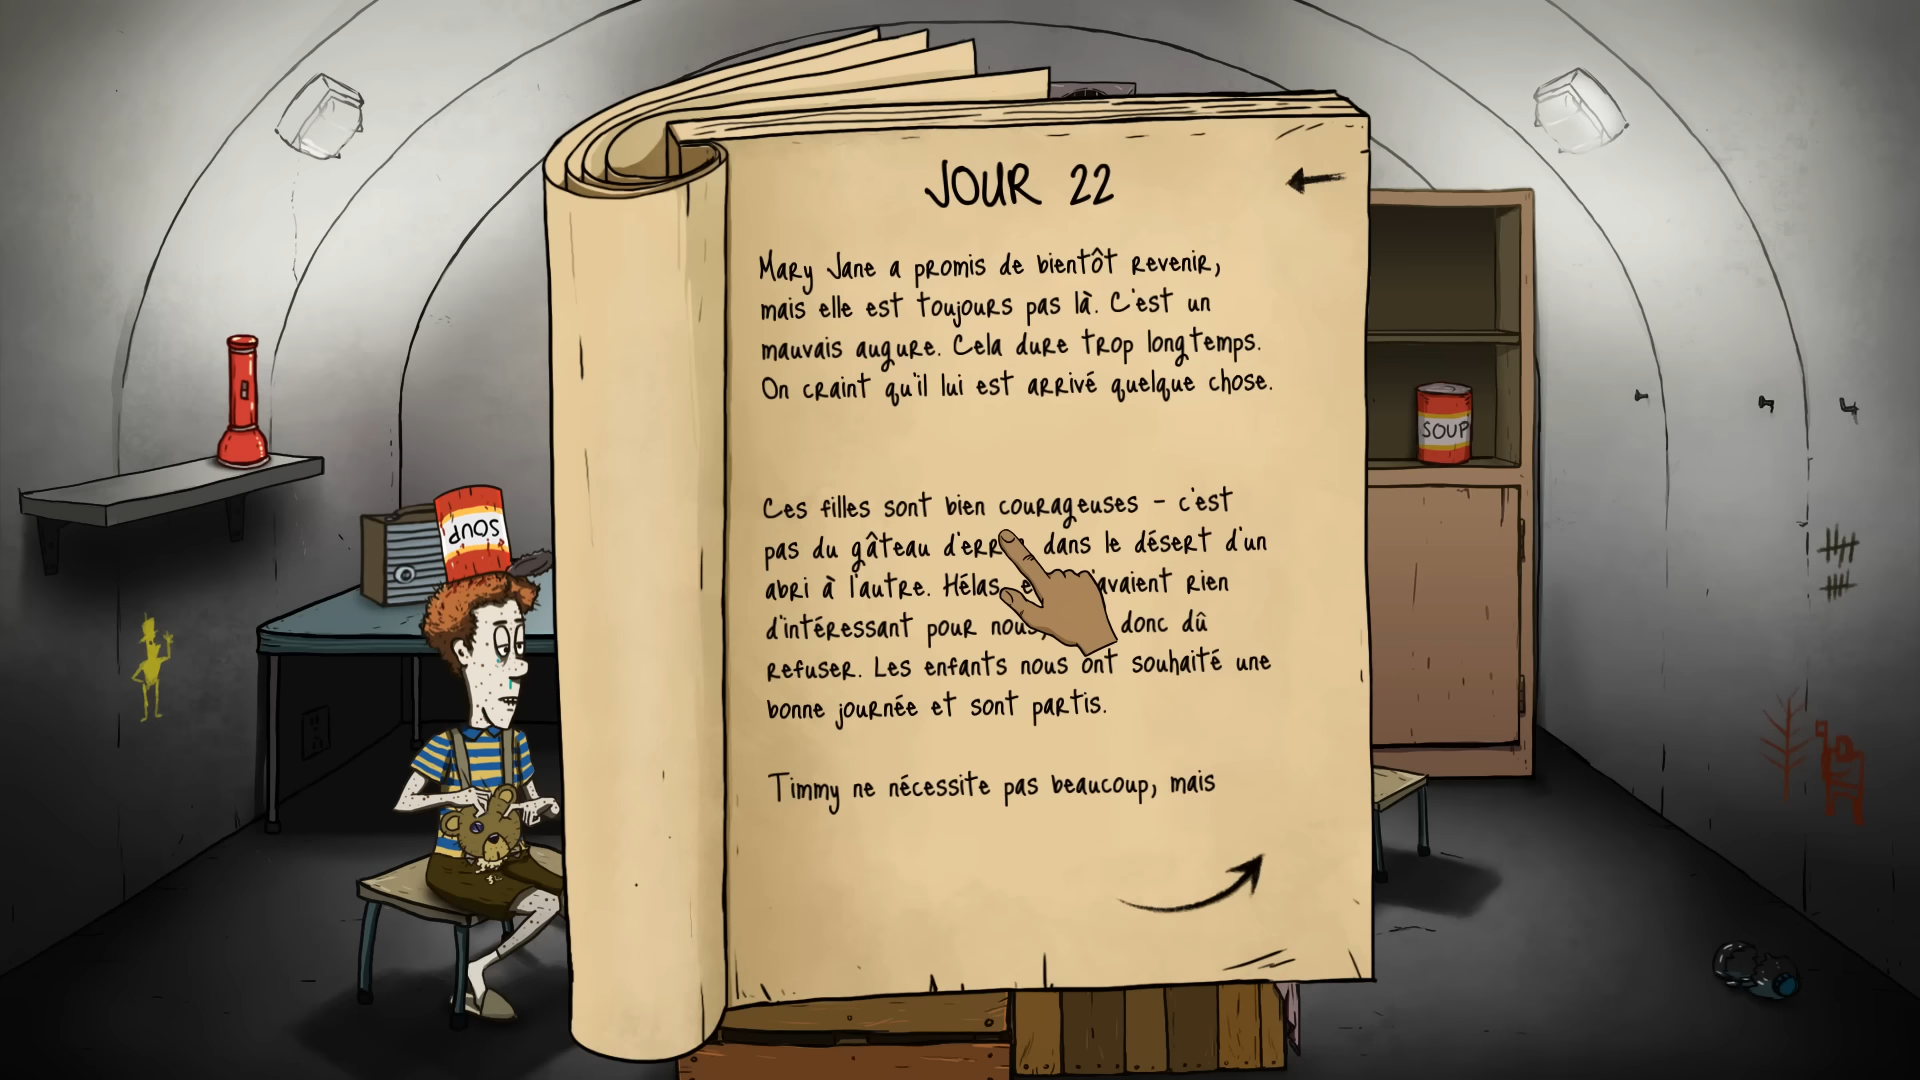 JOUR 22
Mary Jane a promis de bientôt revenir,
mais elle est toujours pas là. C'est un
mauvais augure. Cela dure trop longtemps.
On craint qu'il lui est arrivé quelque chose.
Ces filles sont bien courageuses – c'est
pas du gâteau dans le désert d'un
abri à l'autre. Hélas, rien
d'intéressant pour nous, donc dû
refuser. Les enfants nous ont souhaité une
bonne journée et sont partis.
Timmy ne nécessite pas beaucoup, mais
SOUP
SOUP